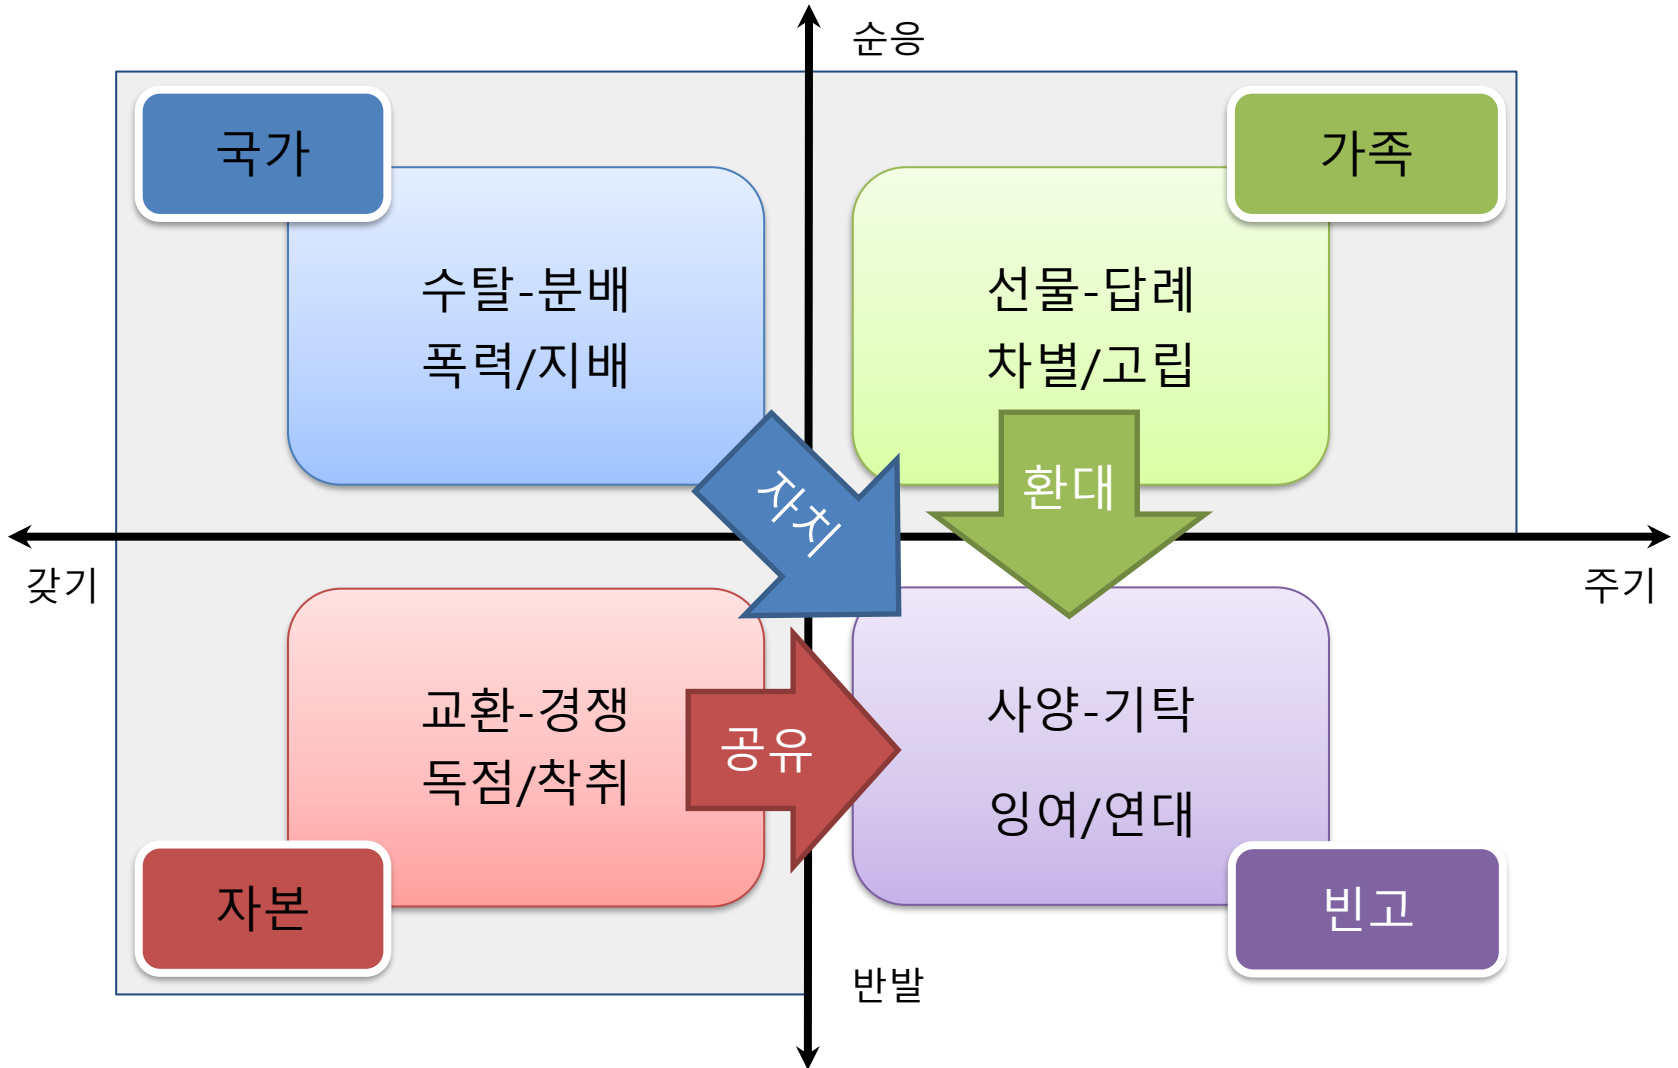 순응
국가
가족
수탈-분배
폭력/지배
선물-답례
차별/고립
자치
환대
갖기
주기
교환-경쟁
독점/착취
공유
사양-기탁
잉여/연대
자본
빈고
반발